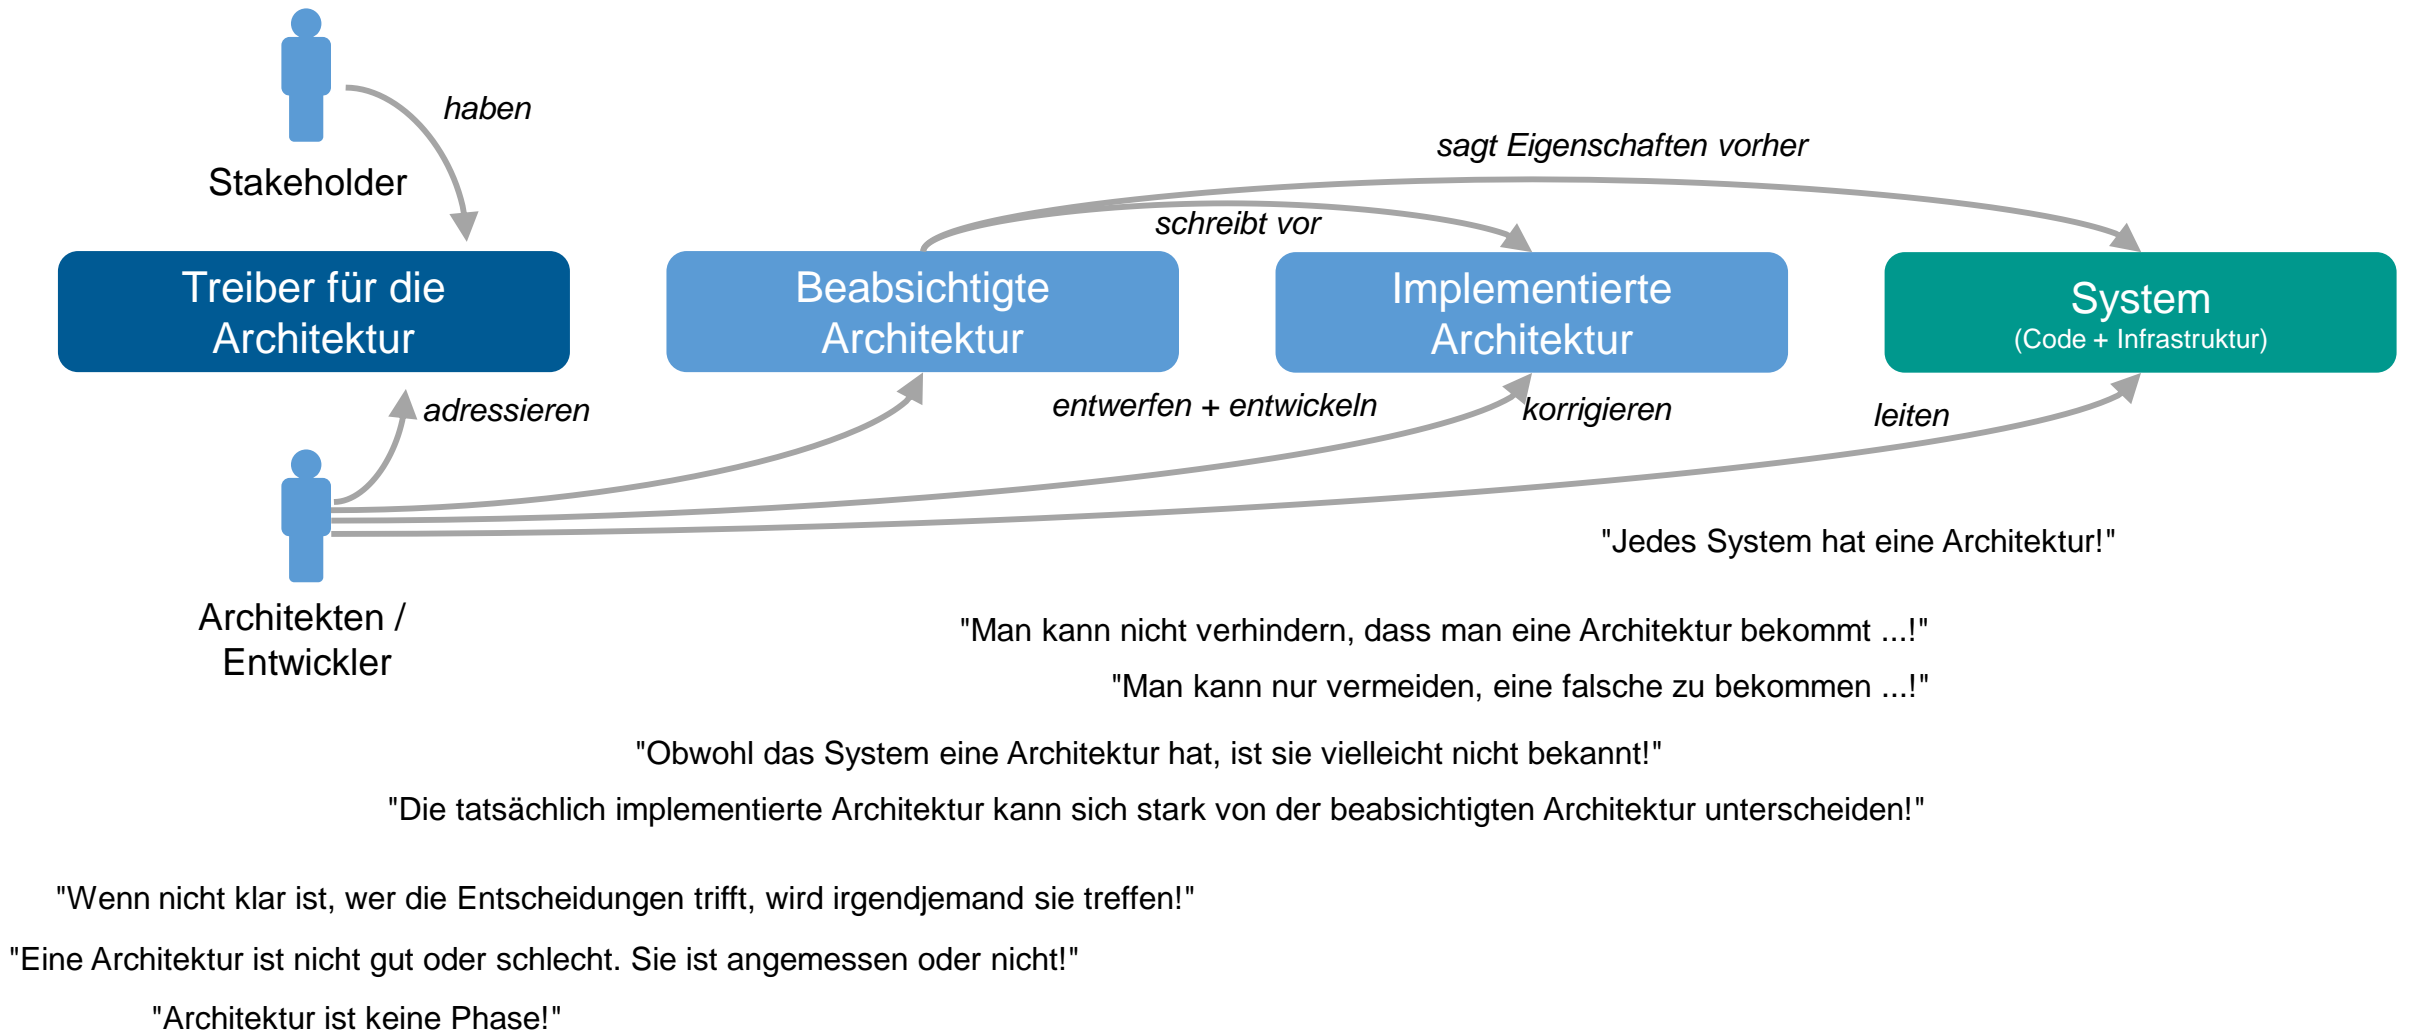 haben
Stakeholder
sagt Eigenschaften vorher
schreibt vor
Treiber für die
Architektur
Beabsichtigte
Architektur
Implementierte
Architektur
System
(Code + Infrastruktur)
adressieren
entwerfen + entwickeln
korrigieren
leiten
Architekten /
Entwickler
"Jedes System hat eine Architektur!"
"Man kann nicht verhindern, dass man eine Architektur bekommt ...!"
"Man kann nur vermeiden, eine falsche zu bekommen ...!"
"Obwohl das System eine Architektur hat, ist sie vielleicht nicht bekannt!"
"Die tatsächlich implementierte Architektur kann sich stark von der beabsichtigten Architektur unterscheiden!"
"Wenn nicht klar ist, wer die Entscheidungen trifft, wird irgendjemand sie treffen!"
"Eine Architektur ist nicht gut oder schlecht. Sie ist angemessen oder nicht!"
"Architektur ist keine Phase!"